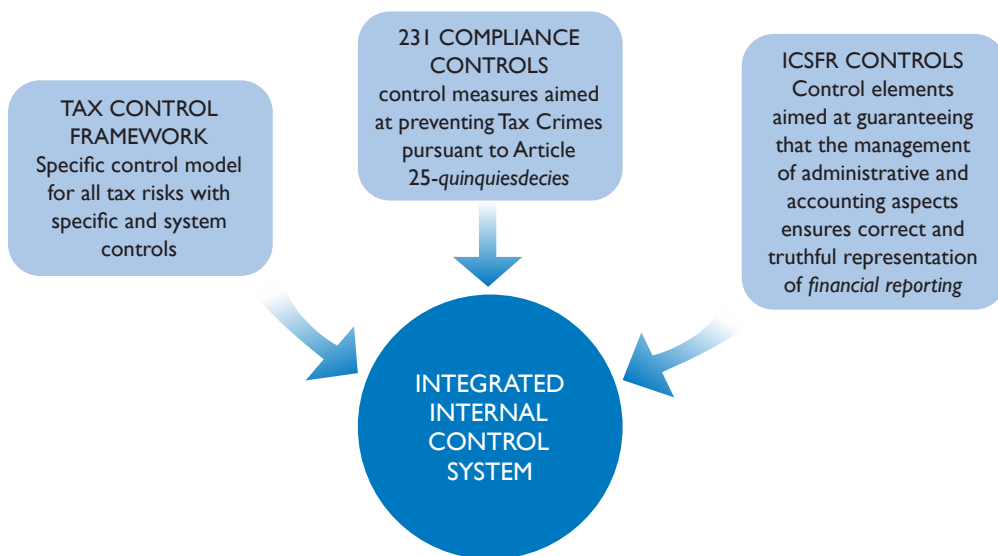 TAX CONTROL
FRAMEWORK
Specific control model
for all tax risks with
specific and system
controls
231 COMPLIANCE
CONTROLS
control measures aimed
at preventing Tax Crimes
pursuant to Article
25-quinquiesdecies
ICSFR CONTROLS
Control elements
aimed at guaranteeing
that the management
of administrative and
accounting aspects
ensures correct and
truthful representation
of financial reporting
INTEGRATED
INTERNAL
CONTROL
SYSTEM